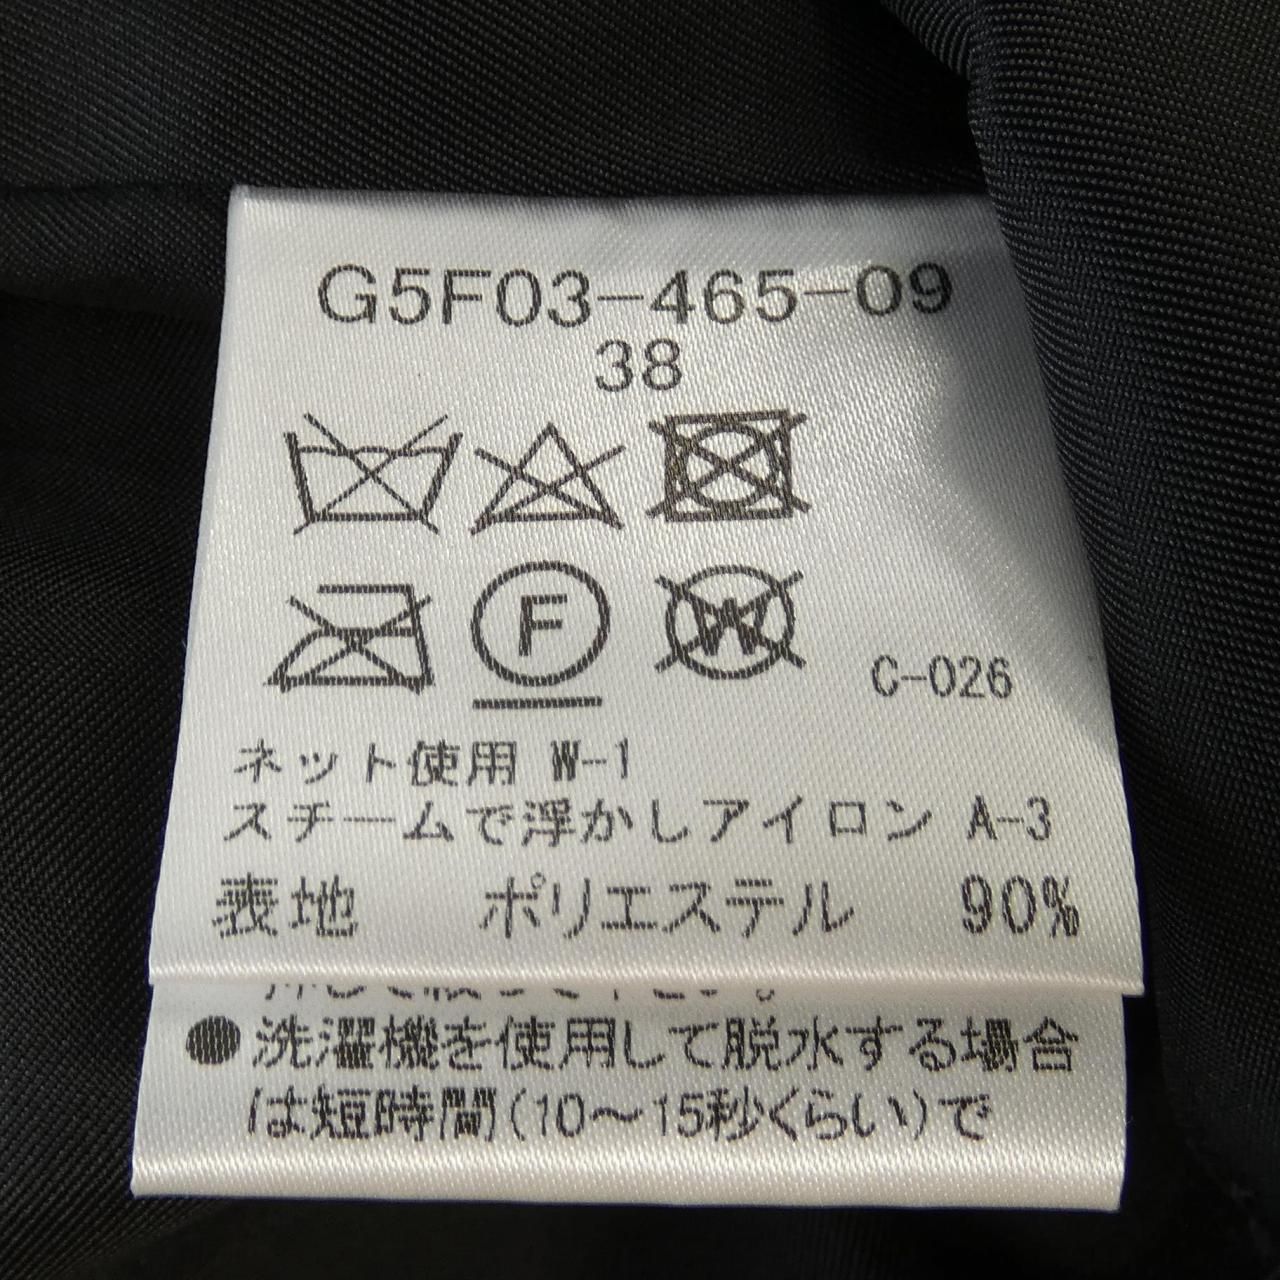 G5F03-465-09
38
F
W
C-026
ネット使用 W-1
スチームで浮かしアイロン A-3
表地 ポリエステル 90%
●洗濯機を使用して脱水する場合
は短時間(10～15秒くらい)で